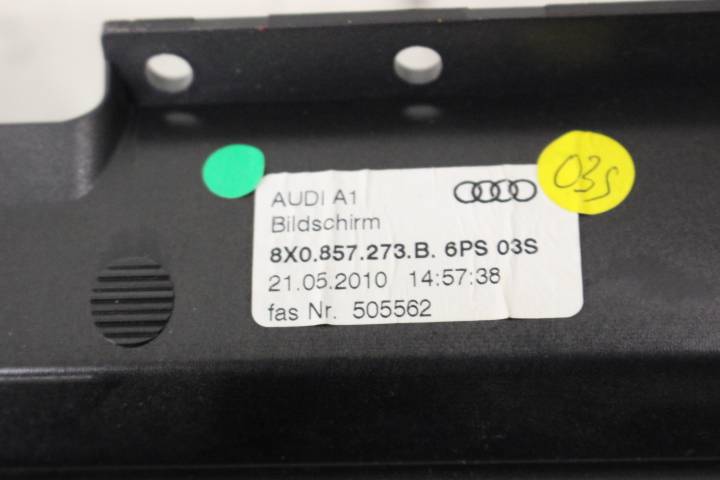 AUDI A1
Bildschirm
8X0.857.273.B. 6PS 03S
21.05.2010 14:57:38
fas Nr. 505562
03S